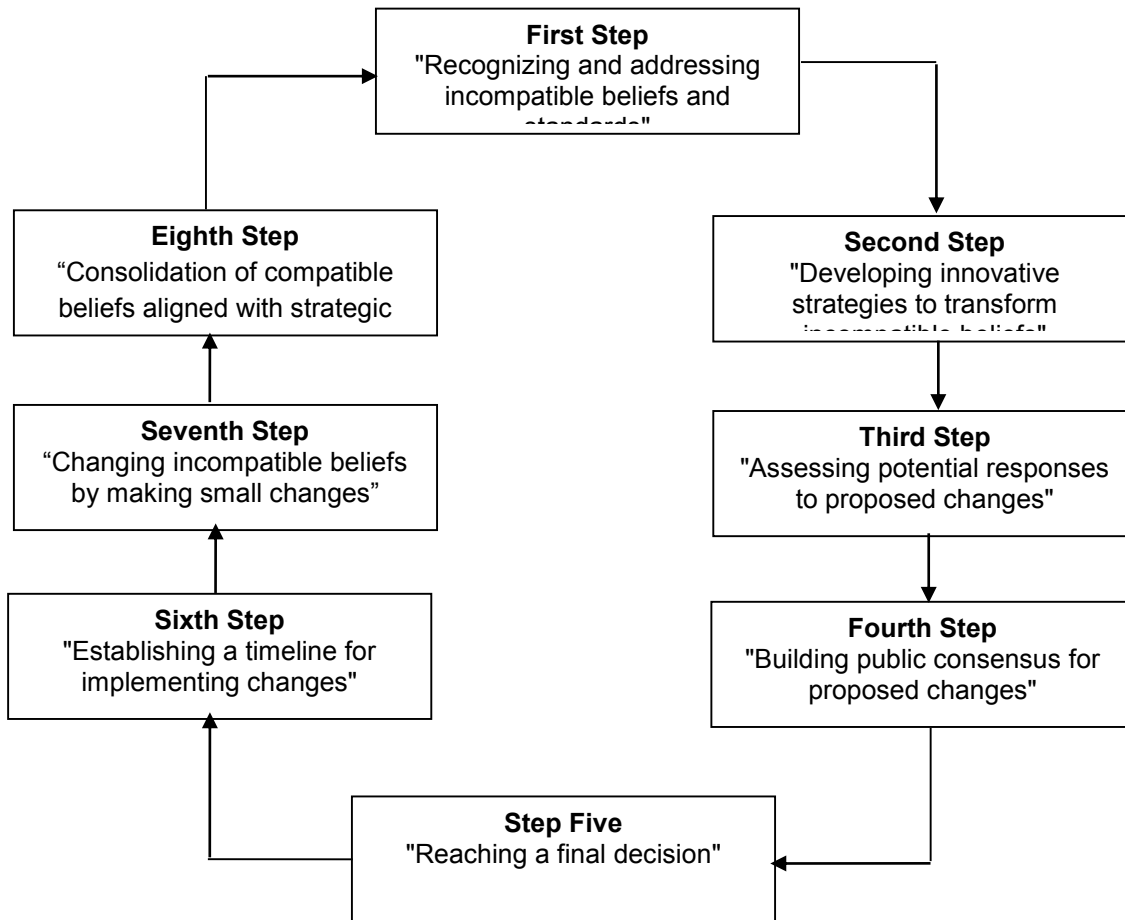 First Step
"Recognizing and addressing
incompatible beliefs and
standards"
Eighth Step
“Consolidation of compatible
beliefs aligned with strategic
Second Step
"Developing innovative
strategies to transform
incompatible beliefs"
Seventh Step
“Changing incompatible beliefs
by making small changes”
Third Step
"Assessing potential responses
to proposed changes"
Sixth Step
"Establishing a timeline for
implementing changes"
Fourth Step
"Building public consensus for
proposed changes"
Step Five
"Reaching a final decision"